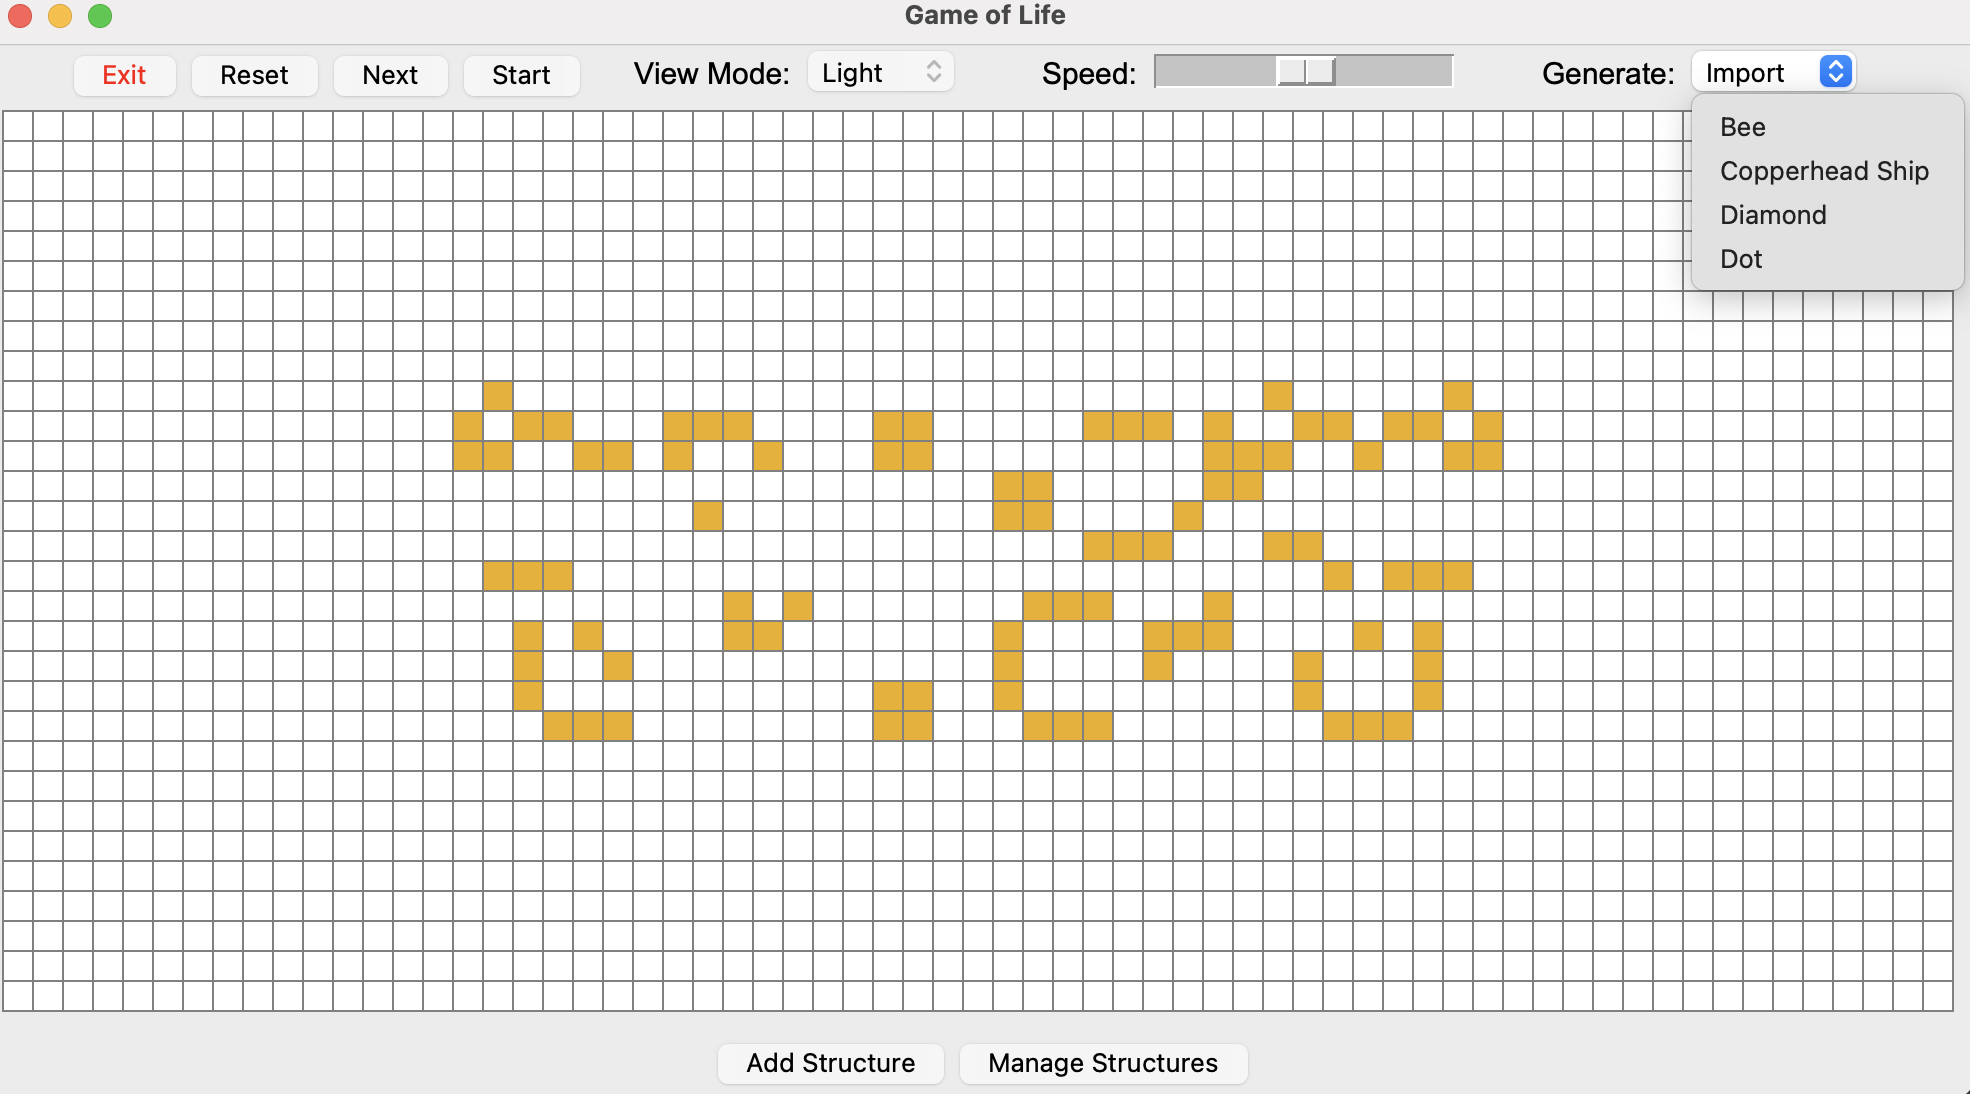 Game of Life
Exit Reset Next Start View Mode: Light Speed: Generate: Import
Bee
Copperhead Ship
Diamond
Dot
Add Structure Manage Structures